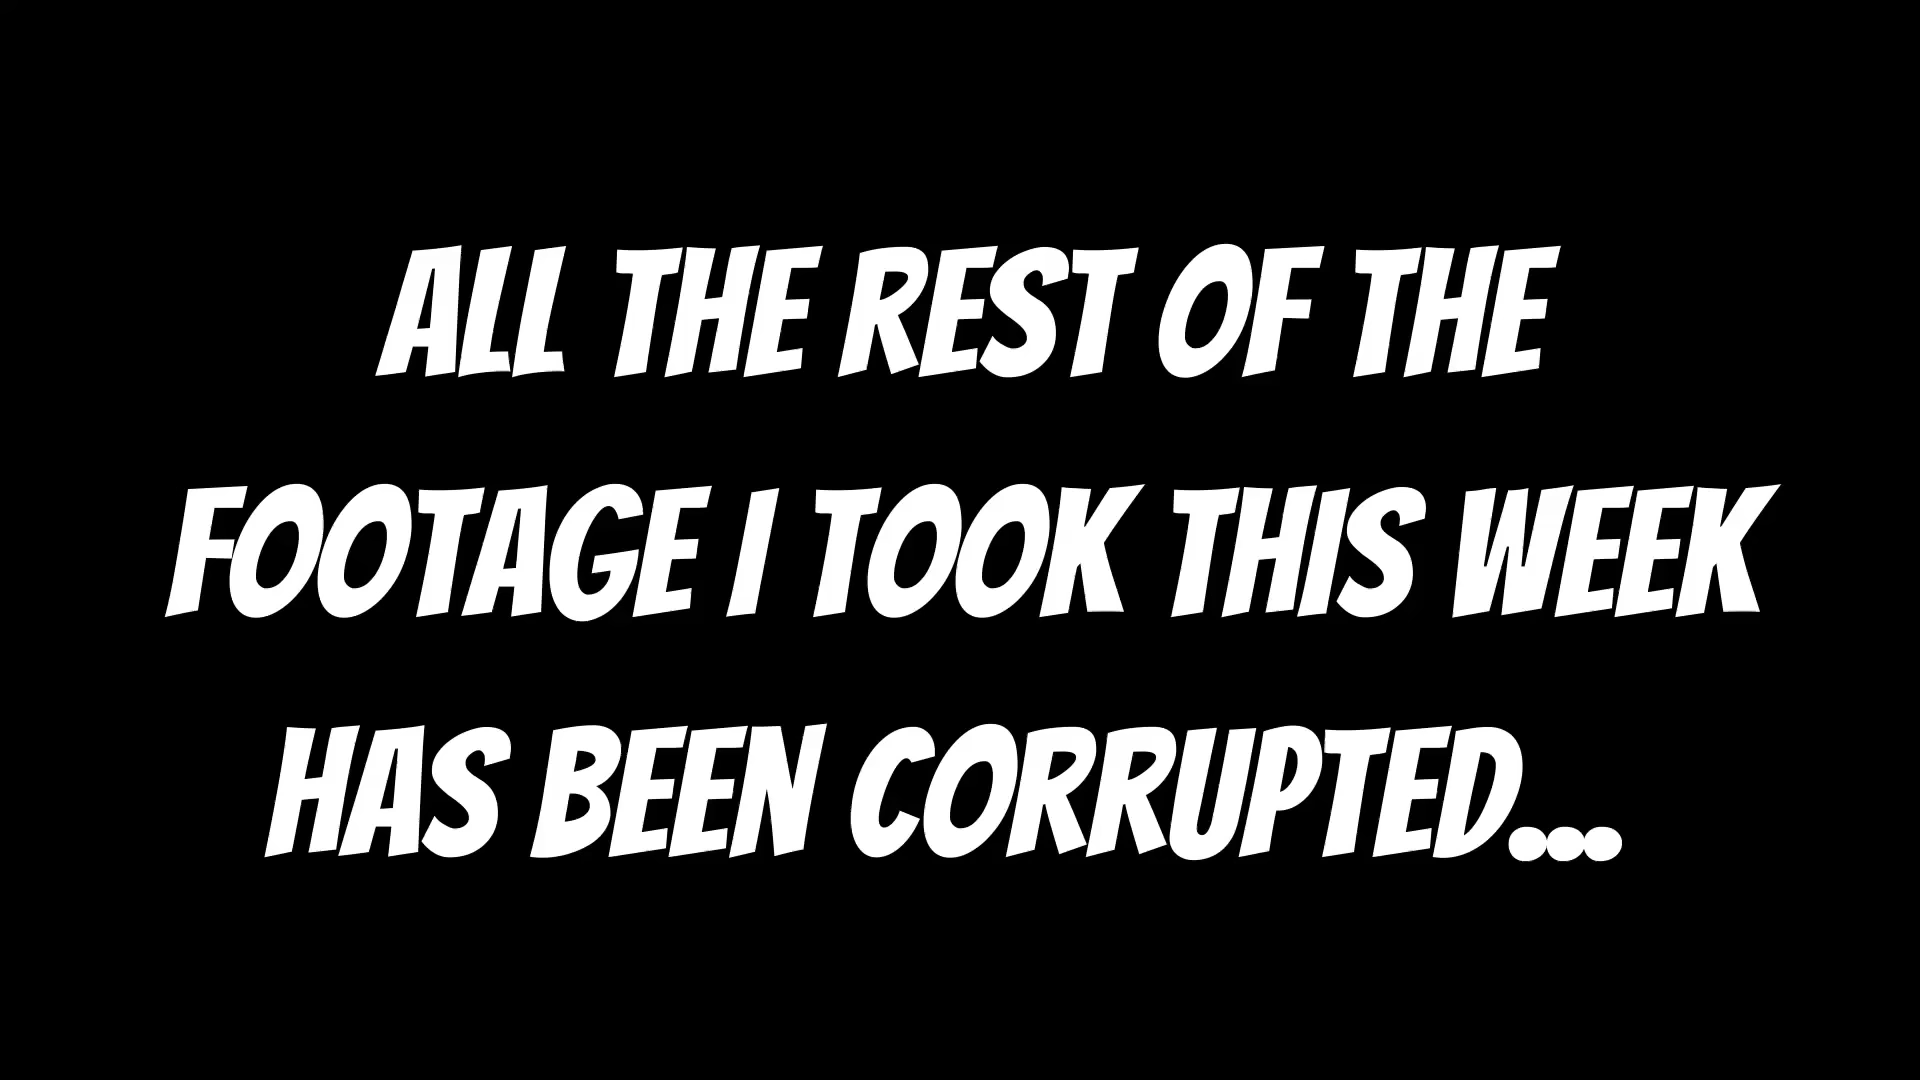 ALL THE REST OF THE
FOOTAGE I TOOK THIS WEEK
HAS BEEN CORRUPTED...